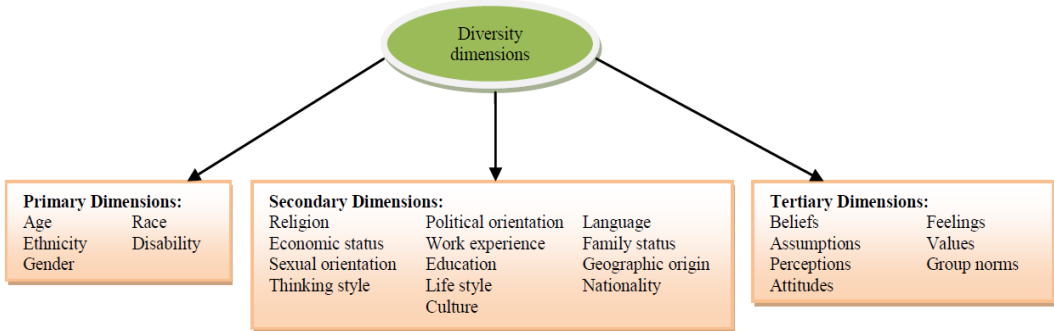 Diversity
dimensions
Primary Dimensions:
Age Race
Ethnicity Disability
Gender
Secondary Dimensions:
Religion Political orientation Language
Economic status Work experience Family status
Sexual orientation Education Geographic origin
Thinking style Life style Nationality
Culture
Tertiary Dimensions:
Beliefs Feelings
Assumptions Values
Perceptions Group norms
Attitudes